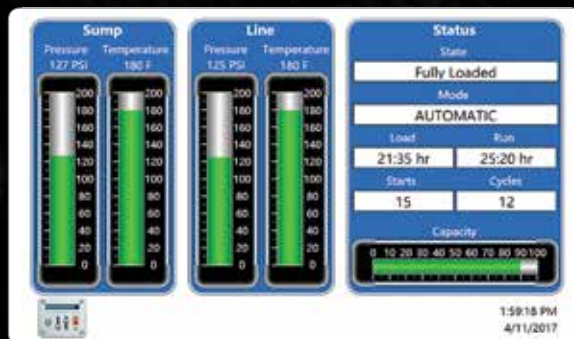 Sump
Pressure Temperature
127 PSI 180 F
200 200
180 180
160 160
140 140
120 120
100 100
80 80
60 60
40 40
20 20
0 0
Line
Pressure Temperature
125 PSI 180 F
200 200
180 180
160 160
140 140
120 120
100 100
80 80
60 60
40 40
20 20
0 0
Status
State
Fully Loaded
Mode
AUTOMATIC
Load Run
21:35 hr 25:20 hr
Starts Cycles
15 12
Capacity
0 10 20 30 40 50 60 70 80 90 100
1:59:18 PM
4/11/2017